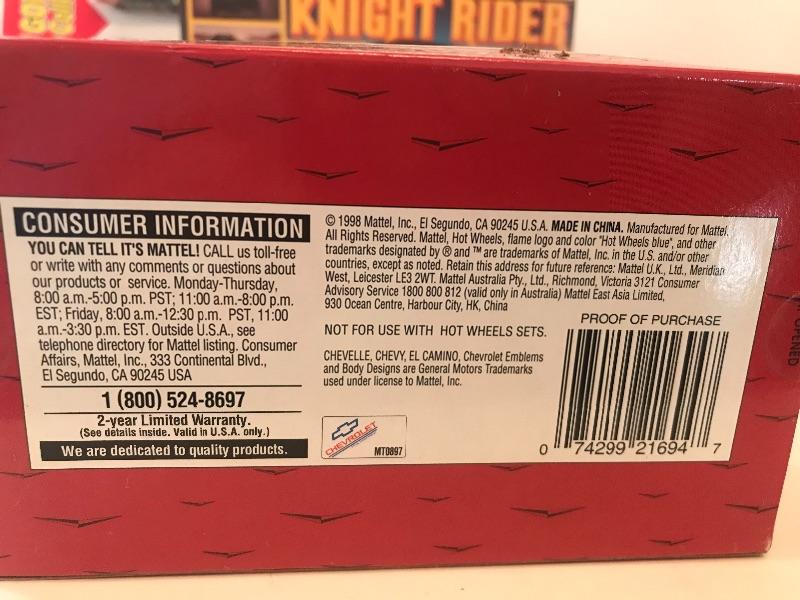 KNIGHT RIDER
CONSUMER INFORMATION
YOU CAN TELL IT'S MATTEL! CALL us toll-free
or write with any comments or questions about
our products or service. Monday-Thursday,
8:00 a.m.-5:00 p.m. PST; 11:00 a.m.-8:00 p.m.
EST; Friday, 8:00 a.m.-12:30 p.m. PST, 11:00
a.m.-3:30 p.m. EST. Outside U.S.A., see
telephone directory for Mattel listing. Consumer
Affairs, Mattel, Inc., 333 Continental Blvd.,
El Segundo, CA 90245 USA
1 (800) 524-8697
2-year Limited Warranty.
(See details inside. Valid in U.S.A. only.)
We are dedicated to quality products.
© 1998 Mattel, Inc., El Segundo, CA 90245 U.S.A. MADE IN CHINA. Manufactured for Mattel.
All Rights Reserved. Mattel, Hot Wheels, flame logo and color "Hot Wheels blue", and other
trademarks designated by ® and ™ are trademarks of Mattel, Inc. in the U.S. and/or other
countries, except as noted. Retain this address for future reference: Mattel U.K., Ltd., Meridian
West, Leicester LE3 2WT. Mattel Australia Pty., Ltd., Richmond, Victoria 3121 Consumer
Advisory Service 1800 800 812 (valid only in Australia) Mattel East Asia Limited,
930 Ocean Centre, Harbour City, HK, China
NOT FOR USE WITH HOT WHEELS SETS.
CHEVELLE, CHEVY, EL CAMINO, Chevrolet Emblems
and Body Designs are General Motors Trademarks
used under license to Mattel, Inc.
CHEVROLET
MT0897
PROOF OF PURCHASE
0 74299 21694 7
OPENED